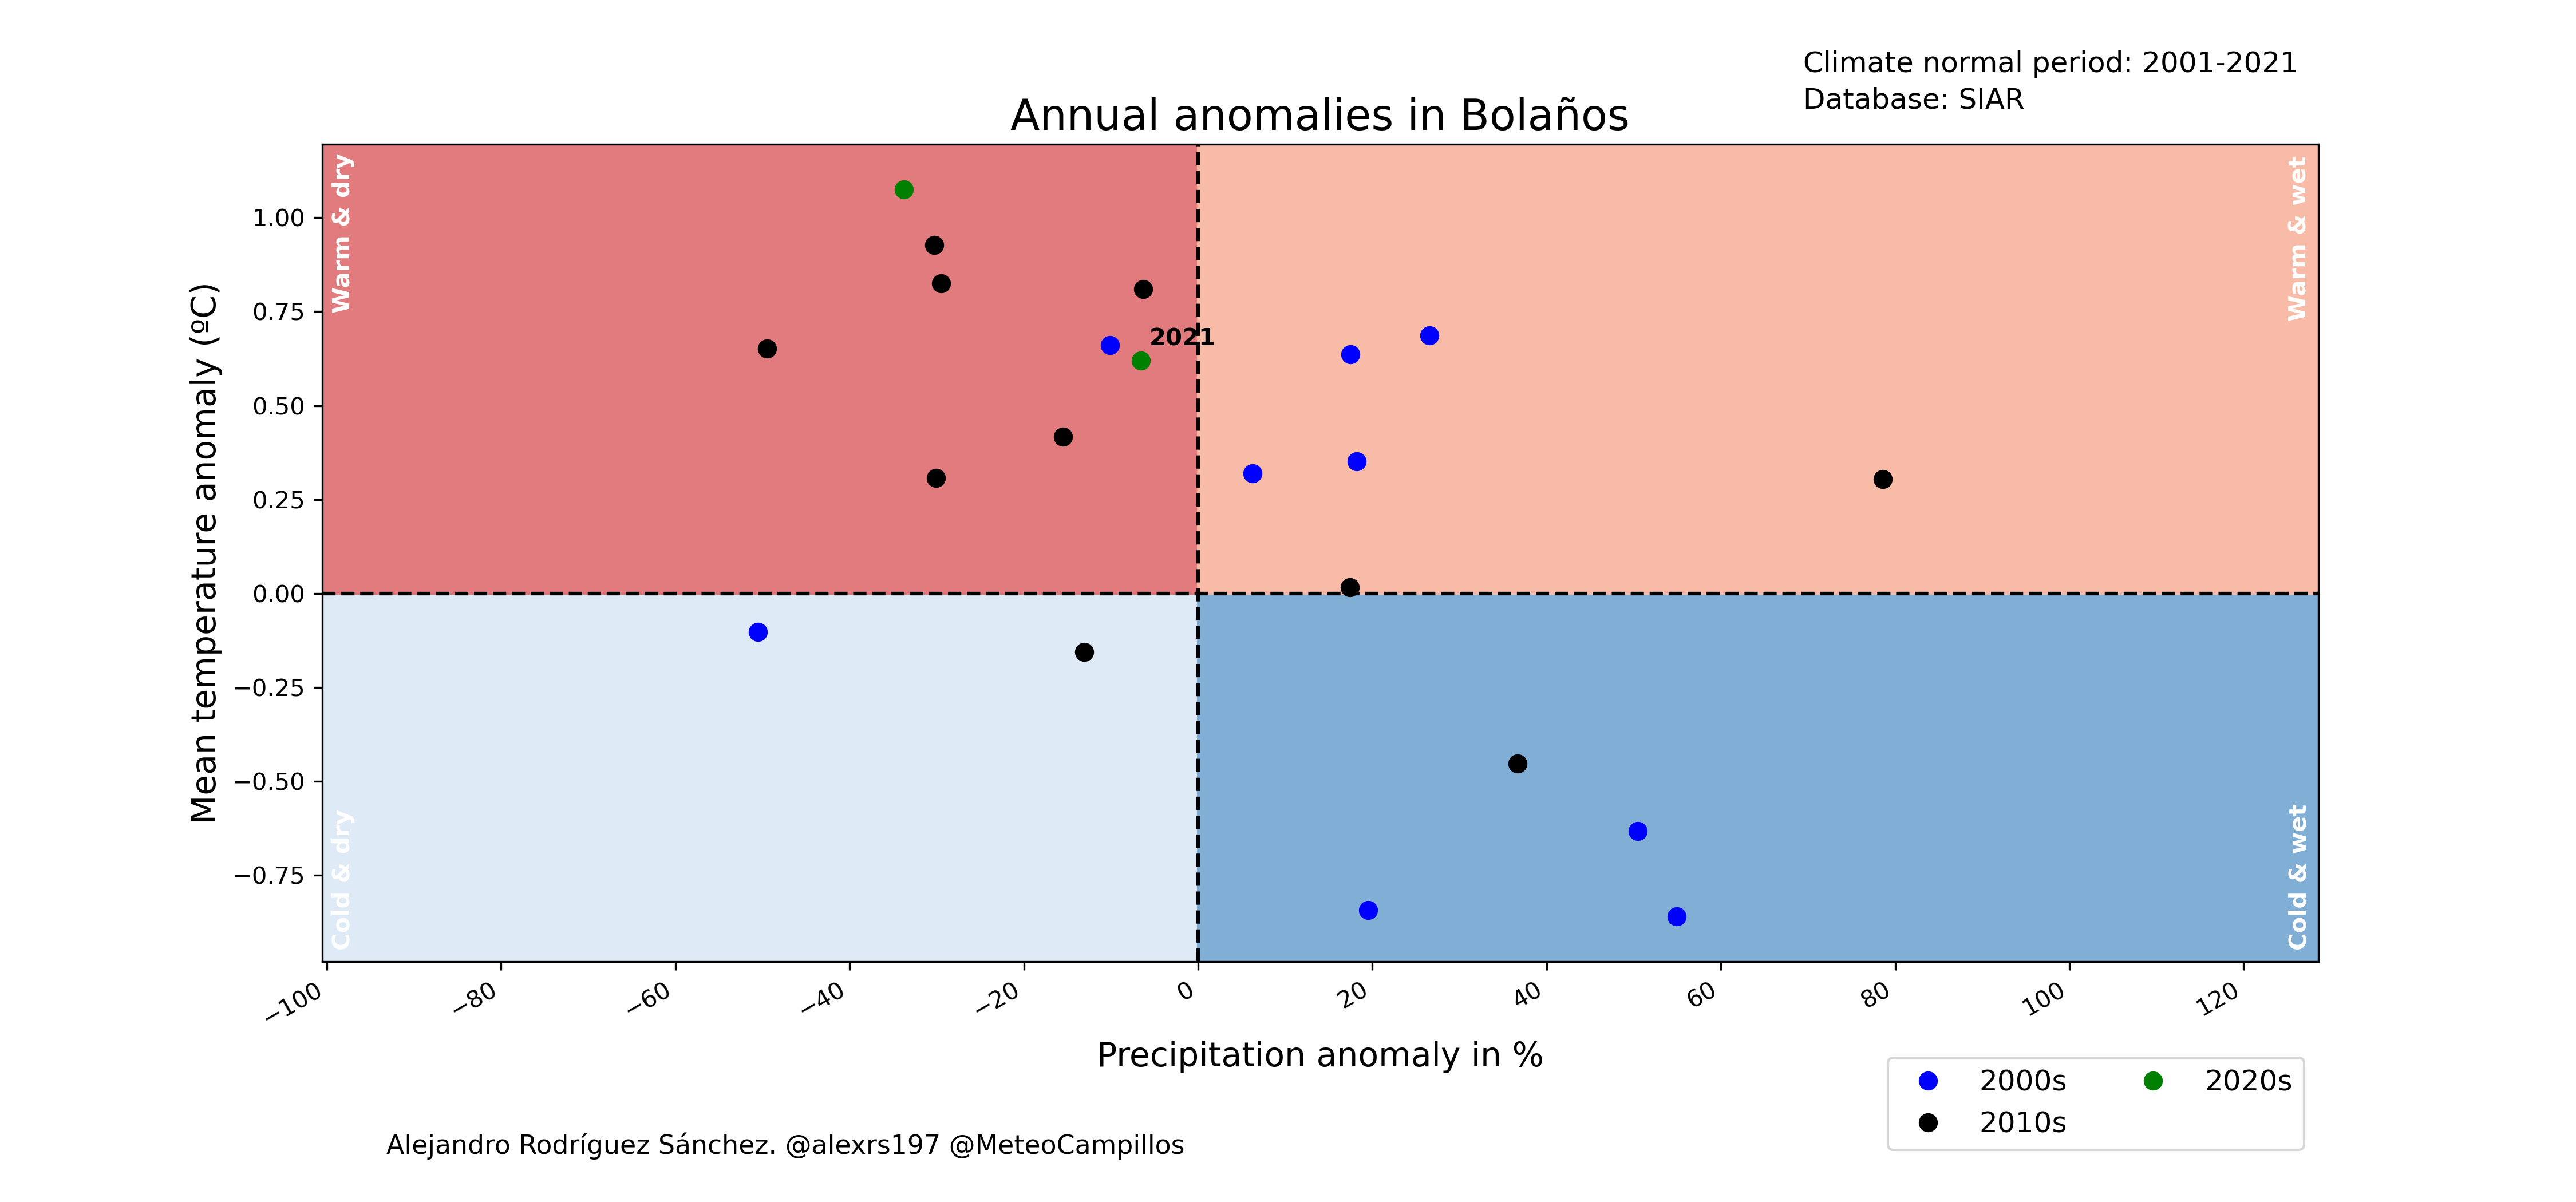 Climate normal period: 2001-2021
Database: SIAR
Annual anomalies in Bolaños
Warm & dry
Warm & wet
Mean temperature anomaly (ºC)
1.00
0.75
0.50
0.25
0.00
−0.25
−0.50
−0.75
2021
Cold & dry
Cold & wet
−100
−80
−60
−40
−20
0
20
40
60
80
100
120
Precipitation anomaly in %
2000s
2010s
2020s
Alejandro Rodríguez Sánchez. @alexrs197 @MeteoCampillos